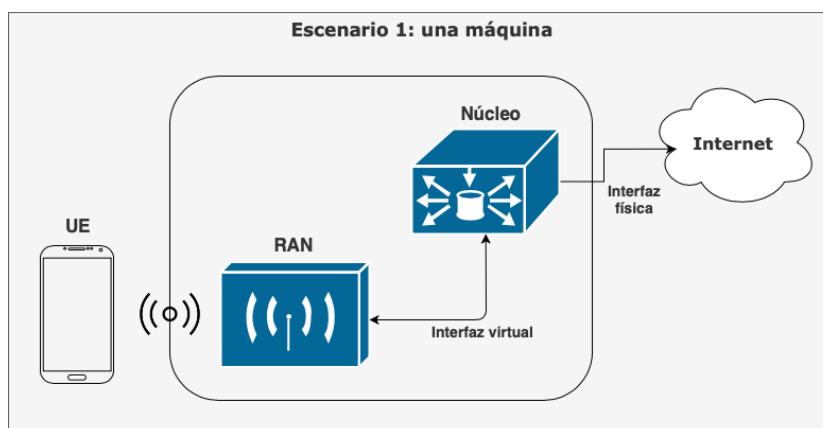 Escenario 1: una máquina
Núcleo
Internet
Interfaz
física
UE
RAN
Interfaz virtual